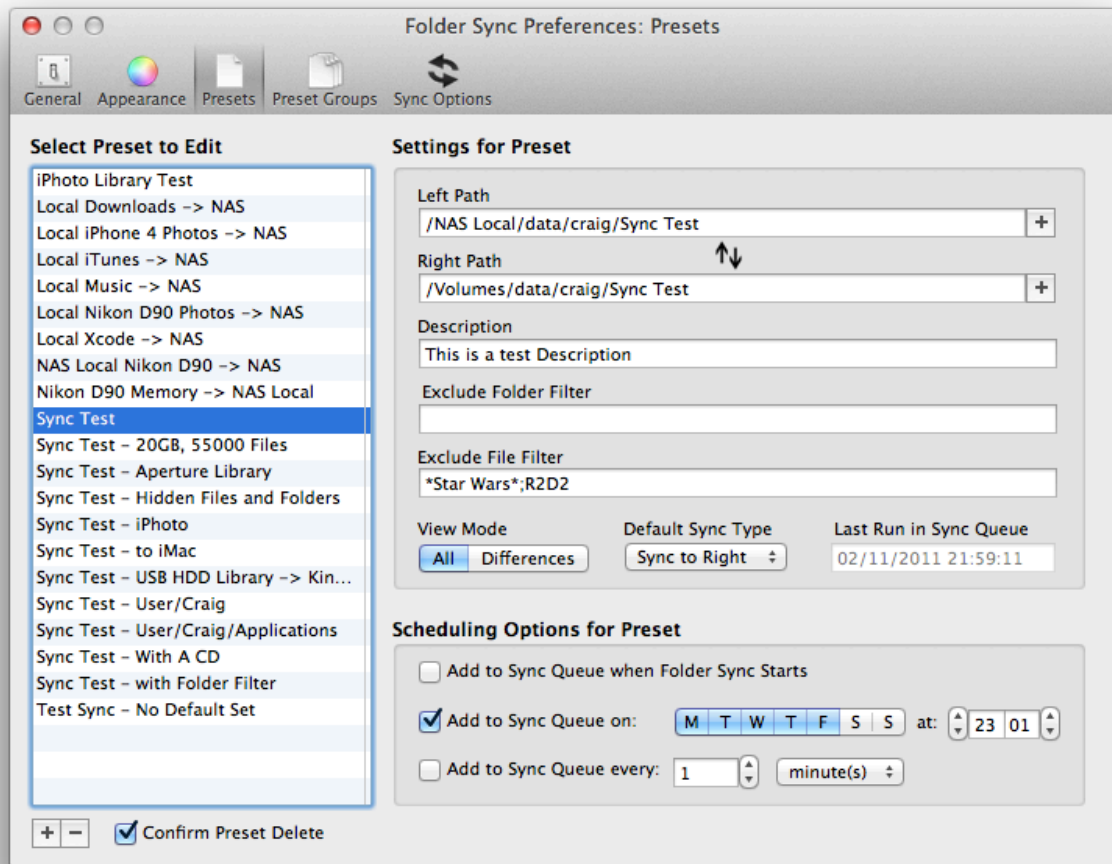 Folder Sync Preferences: Presets
General Appearance Presets Preset Groups Sync Options
Select Preset to Edit
iPhoto Library Test
Local Downloads -> NAS
Local iPhone 4 Photos -> NAS
Local iTunes -> NAS
Local Music -> NAS
Local Nikon D90 Photos -> NAS
Local Xcode -> NAS
NAS Local Nikon D90 -> NAS
Nikon D90 Memory -> NAS Local
Sync Test
Sync Test - 20GB, 55000 Files
Sync Test - Aperture Library
Sync Test - Hidden Files and Folders
Sync Test - iPhoto
Sync Test - to iMac
Sync Test - USB HDD Library -> Kin...
Sync Test - User/Craig
Sync Test - User/Craig/Applications
Sync Test - With A CD
Sync Test - with Folder Filter
Test Sync - No Default Set
+ − Confirm Preset Delete
Settings for Preset
Left Path
/NAS Local/data/craig/Sync Test +
Right Path
/Volumes/data/craig/Sync Test +
Description
This is a test Description
Exclude Folder Filter
Exclude File Filter
*Star Wars*;R2D2
View Mode Default Sync Type Last Run in Sync Queue
All Differences Sync to Right 02/11/2011 21:59:11
Scheduling Options for Preset
Add to Sync Queue when Folder Sync Starts
Add to Sync Queue on: M T W T F S S at: 23 01
Add to Sync Queue every: 1 minute(s)